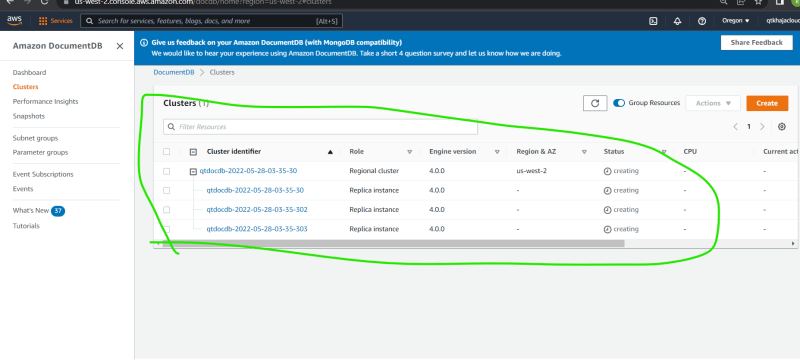 us-west-2.console.aws.amazon.com/docdb/home?region=us-west-2#clusters
aws
Services
Search for services, features, blogs, docs, and more
[Alt+S]
Oregon ▼
qtkhajacloud
Amazon DocumentDB
Give us feedback on your Amazon DocumentDB (with MongoDB compatibility)
We would like to hear your experience using Amazon DocumentDB. Take a short 4 question survey and let us know how we are doing.
Share Feedback
Dashboard
Clusters
Performance Insights
Snapshots
Subnet groups
Parameter groups
Event Subscriptions
Events
What's New 37
Tutorials
DocumentDB > Clusters
Clusters (1)
Group Resources
Actions ▼
Create
Filter Resources
< 1 >
Cluster identifier ▲ Role Engine version Region & AZ Status CPU Current act
qtdocdb-2022-05-28-03-35-30 Regional cluster 4.0.0 us-west-2 creating -
qtdocdb-2022-05-28-03-35-30 Replica instance 4.0.0 - creating - -
qtdocdb-2022-05-28-03-35-302 Replica instance 4.0.0 - creating - -
qtdocdb-2022-05-28-03-35-303 Replica instance 4.0.0 - creating - -